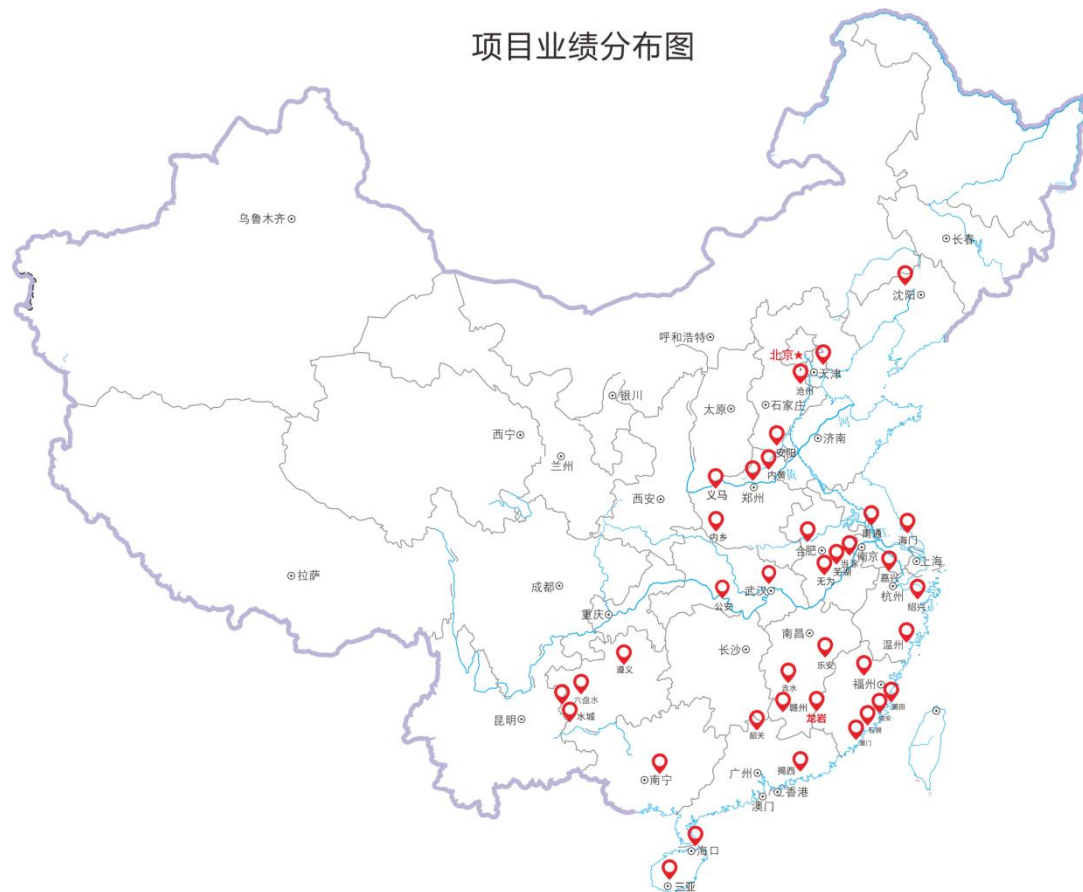 项目业绩分布图
乌鲁木齐
长春
沈阳
呼和浩特
北京
天津
沧州
银川
太原
石家庄
西宁
济南
河
兰州
安阳
内黄
黄
义马
郑州
西安
内乡
南通
海门
江
合肥
南京
上海
当涂
芜湖
无为
嘉兴
拉萨
成都
武汉
杭州
公安
绍兴
重庆
南昌
温州
长沙
遵义
乐安
吉水
福州
六盘水
莆田
赣州
水城
龙岩
昆明
韶关
揭西
广州
南宁
香港
澳门
海口
三亚